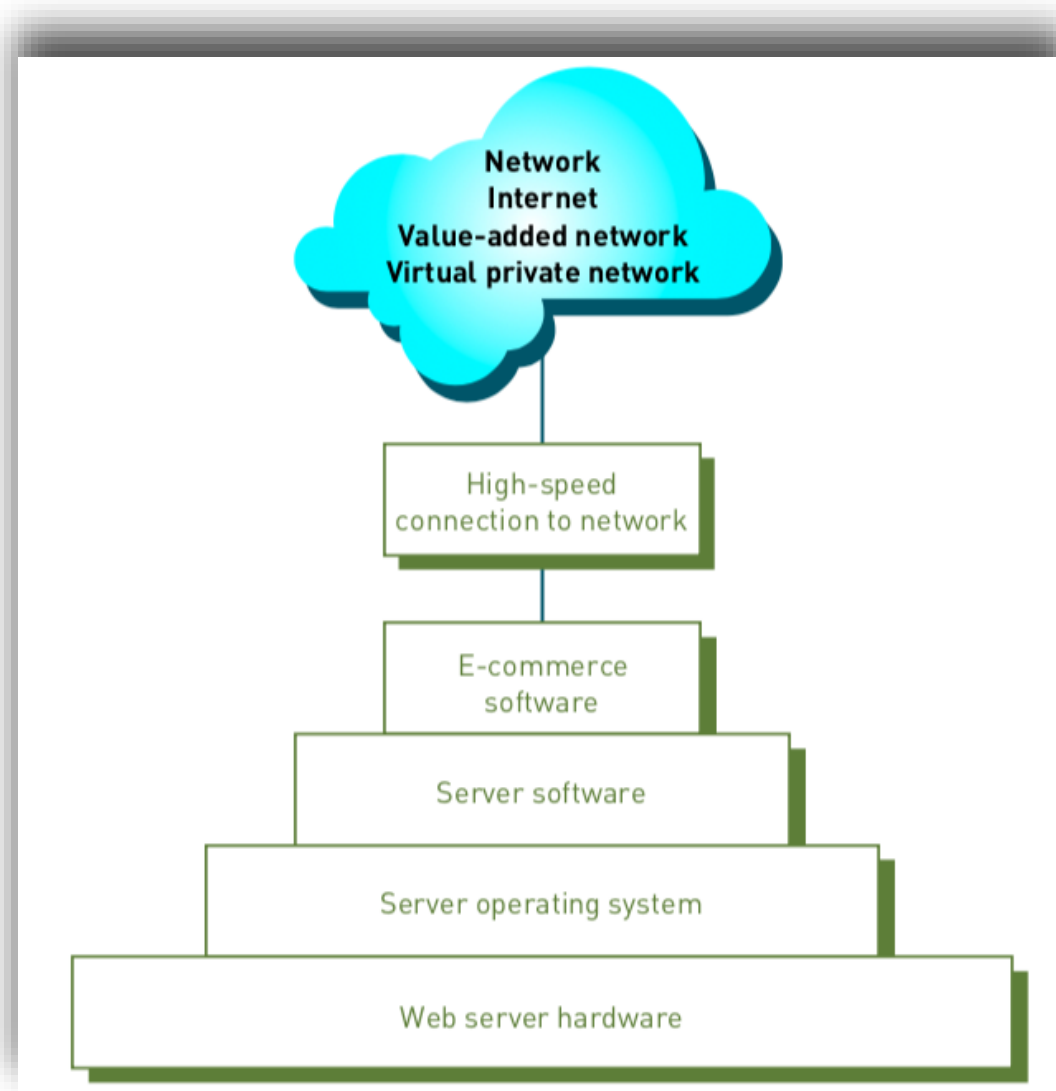 Network
Internet
Value-added network
Virtual private network
High-speed
connection to network
E-commerce
software
Server software
Server operating system
Web server hardware